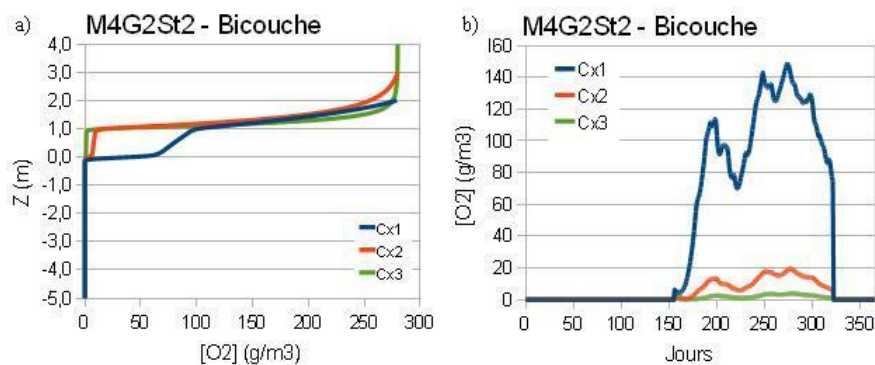 a) M4G2St2 - Bicouche
4,0
3,0
2,0
1,0
0,0
-1,0
-2,0
-3,0
-4,0
-5,0
Z (m)
Cx1
Cx2
Cx3
0 50 100 150 200 250 300
[O2] (g/m3)
b) M4G2St2 - Bicouche
160
140
120
100
80
60
40
20
0
[O2] (g/m3)
Cx1
Cx2
Cx3
0 50 100 150 200 250 300 350
Jours